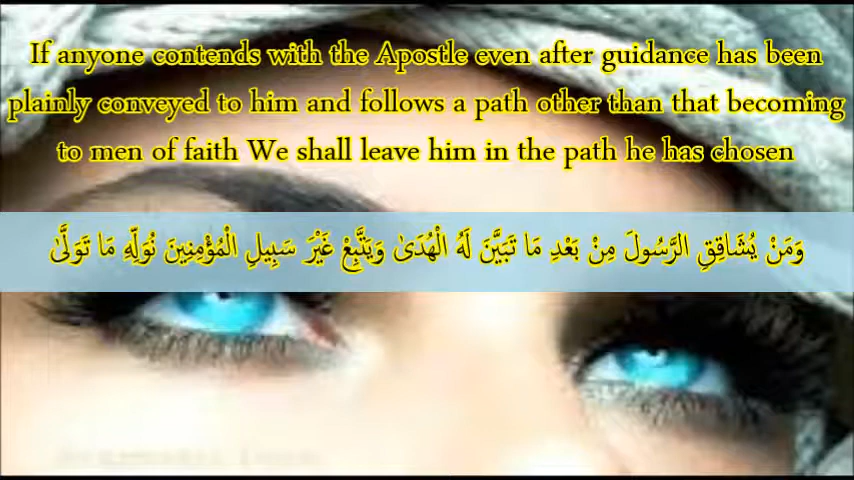 If anyone contends with the Apostle even after guidance has been
plainly conveyed to him and follows a path other than that becoming
to men of faith We shall leave him in the path he has chosen
وَمَنْ يُشَاقِقِ الرَّسُولَ مِنْ بَعْدِ مَا تَبَيَّنَ لَهُ الْهُدَىٰ وَيَتَّبِعْ غَيْرَ سَبِيلِ الْمُؤْمِنِينَ نُوَلِّهِ مَا تَوَلَّىٰ